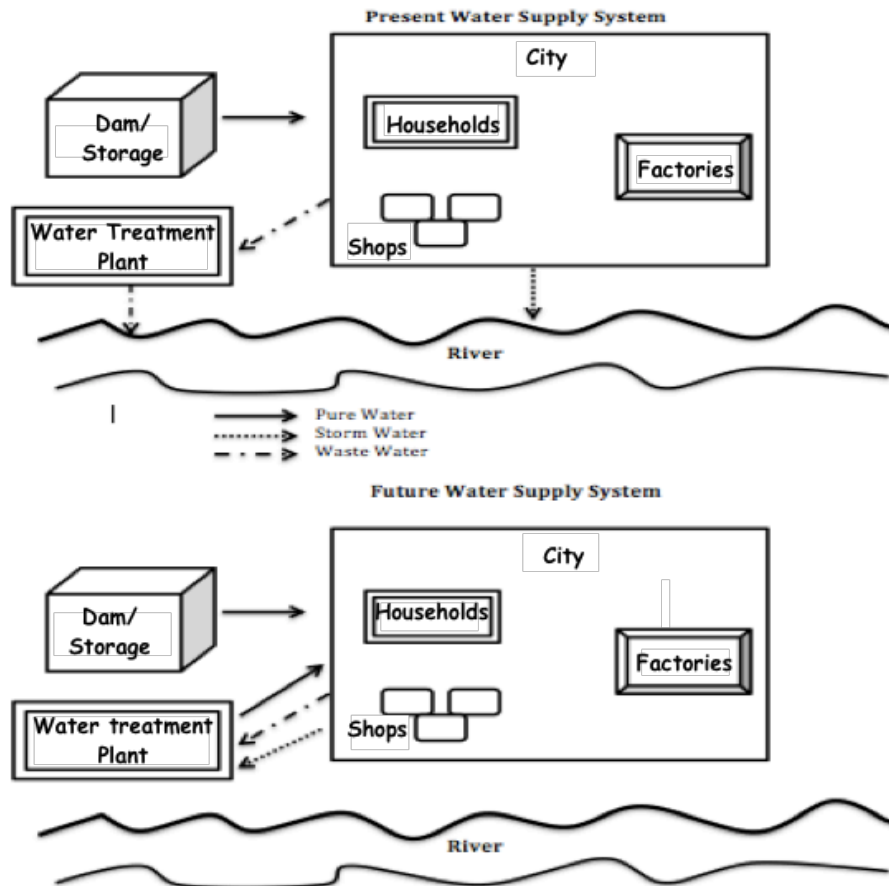 Present Water Supply System
City
Dam/
Storage
Households
Factories
Water Treatment
Plant
Shops
River
Pure Water
Storm Water
Waste Water
Future Water Supply System
City
Dam/
Storage
Households
Factories
Water treatment
Plant
Shops
River